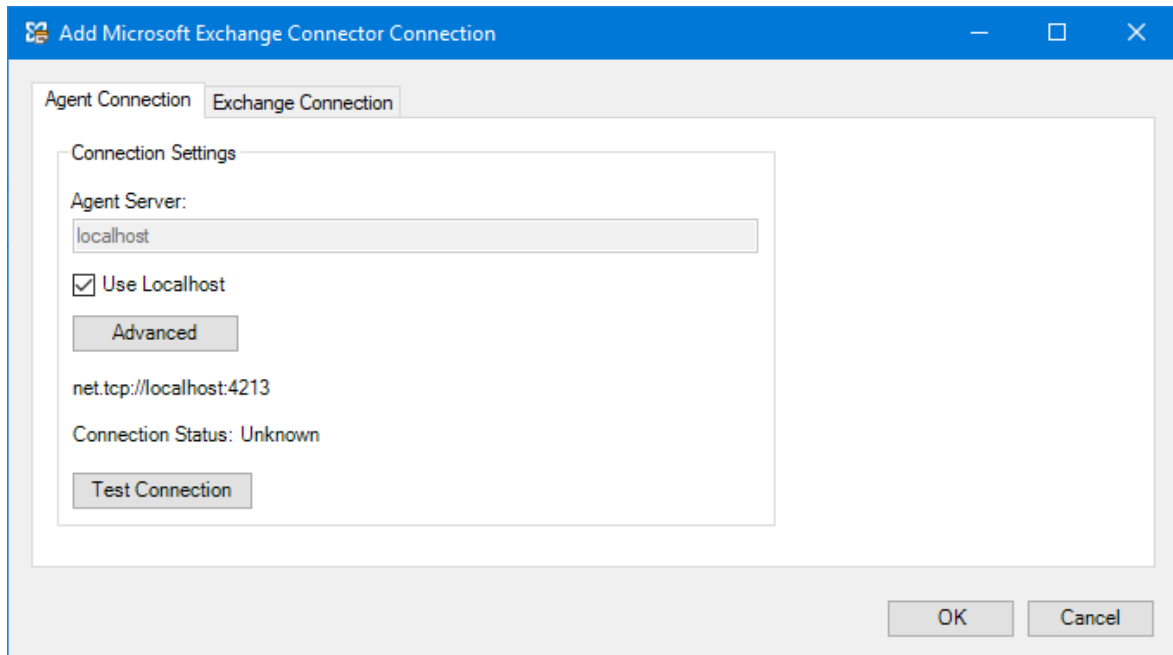 Add Microsoft Exchange Connector Connection
Agent Connection Exchange Connection
Connection Settings
Agent Server:
localhost
Use Localhost
Advanced
net.tcp://localhost:4213
Connection Status: Unknown
Test Connection
OK Cancel